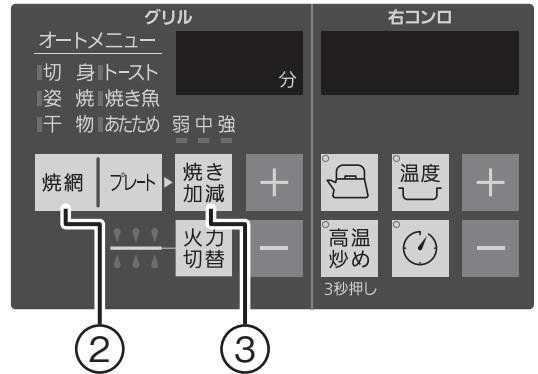 グリル
オートメニュー
切 身 トースト
姿 焼 焼き魚
干 物 あたため
分
弱 中 強
焼網 プレート
焼き
加減
＋
火力
切替
－
右コンロ
温度
＋
高温
炒め
－
3秒押し
②
③